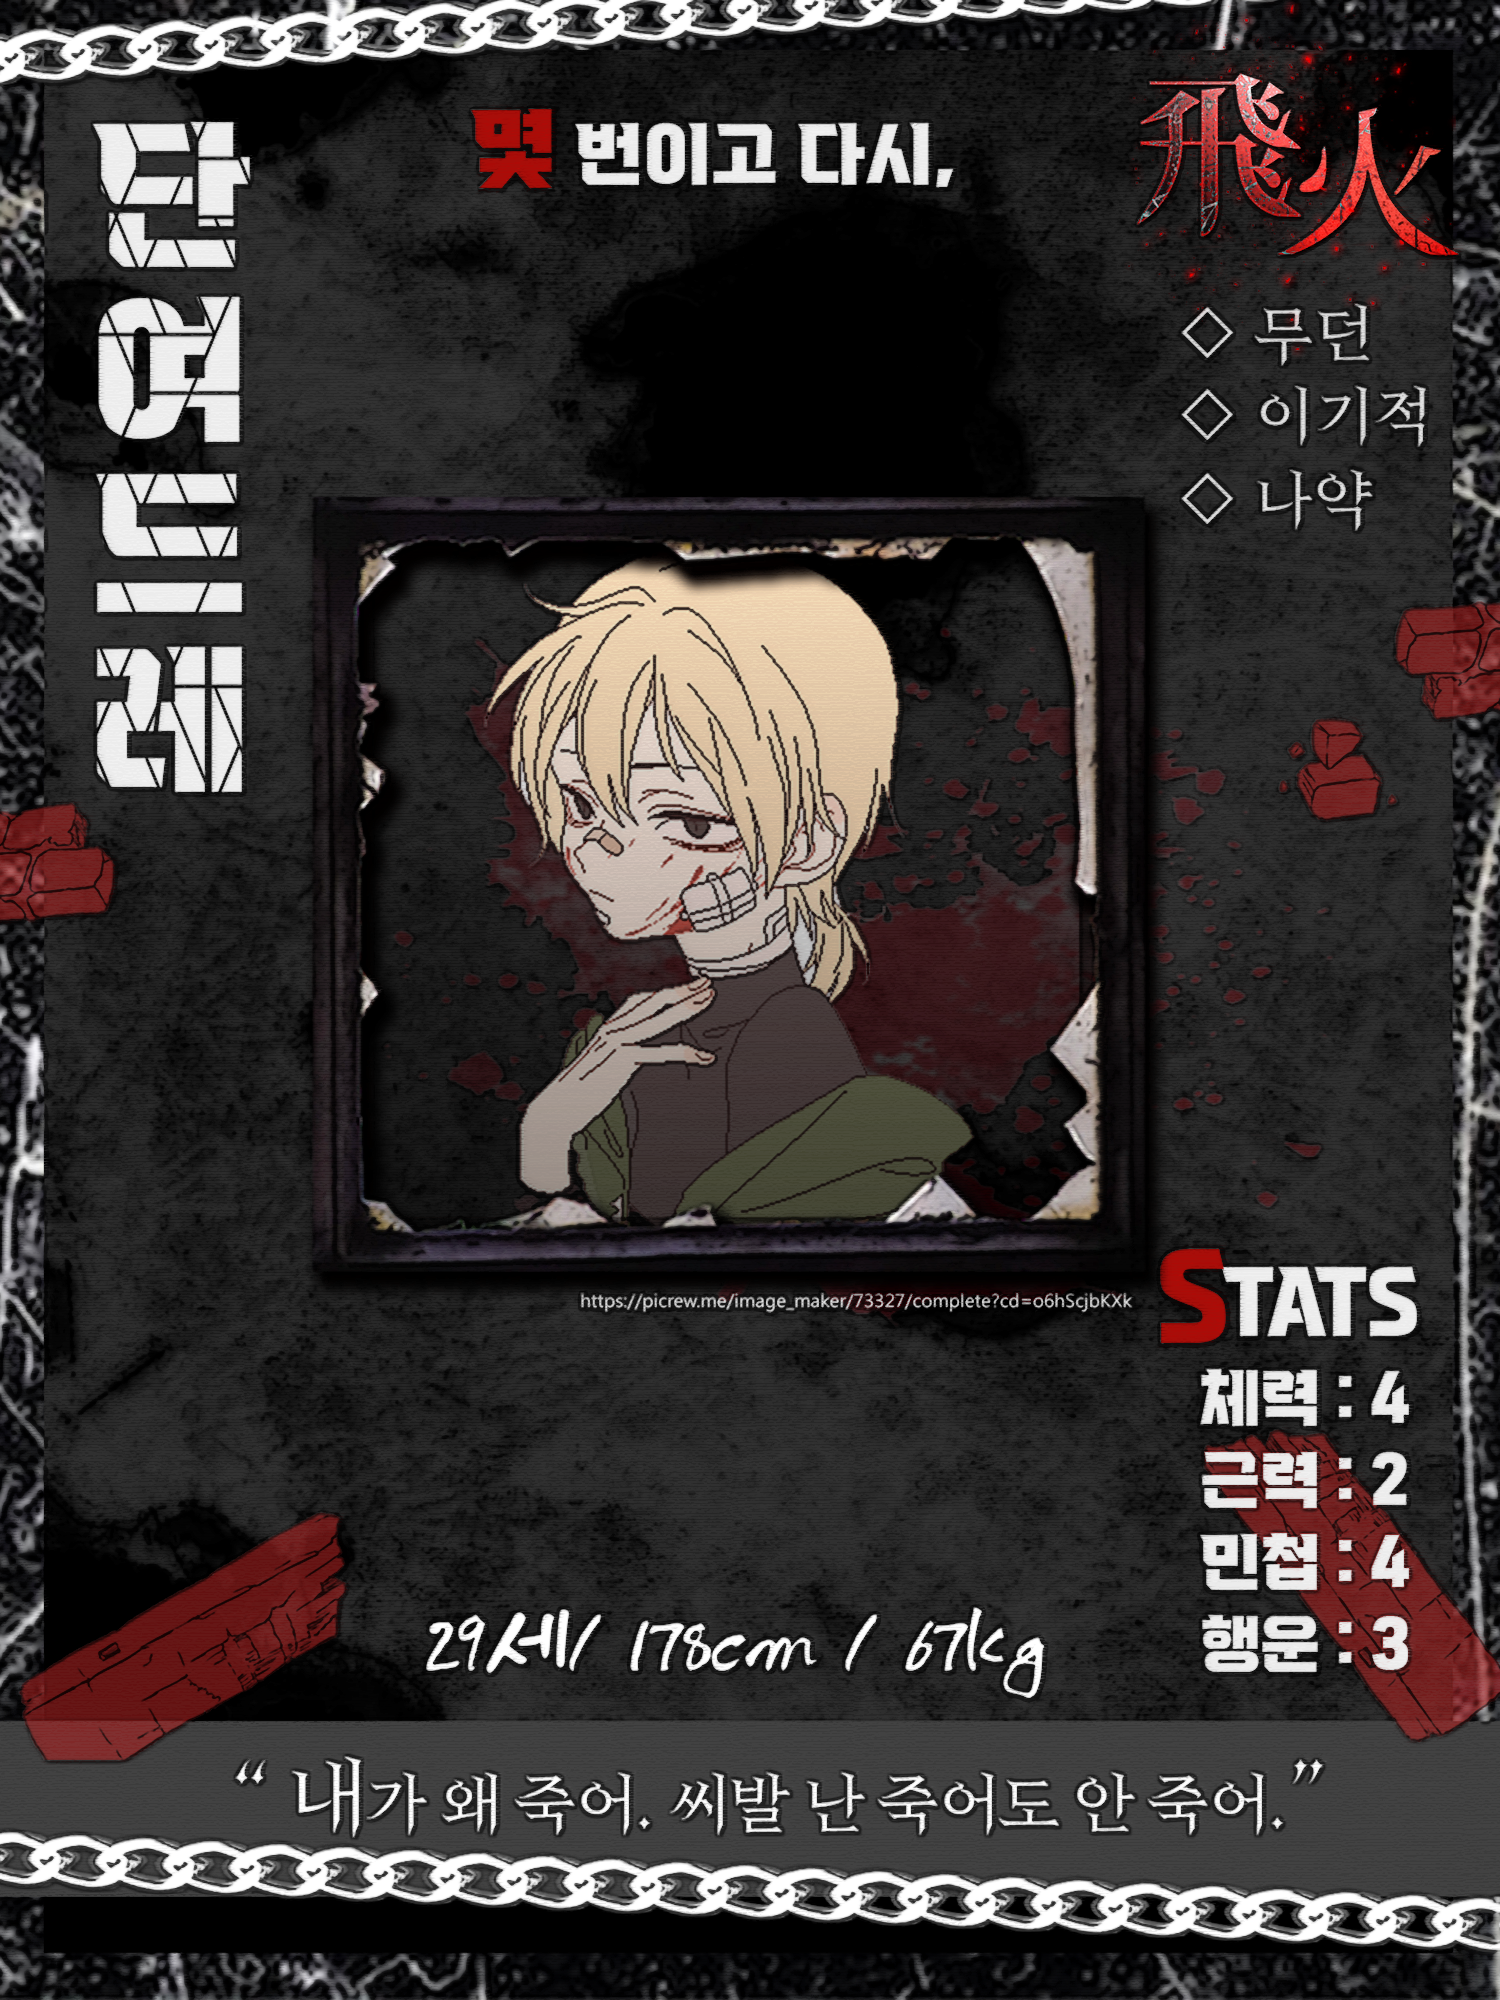 단여니레
몇 번이고 다시,
飛火
◇ 무던
◇ 이기적
◇ 나약
https://picrew.me/image_maker/73327/complete?cd=o6hScjbKXk
STATS
체력 : 4
근력 : 2
민첩 : 4
행운 : 3
29세/ 178cm / 67kg
“ 내가 왜 죽어. 씨발 난 죽어도 안 죽어. ”